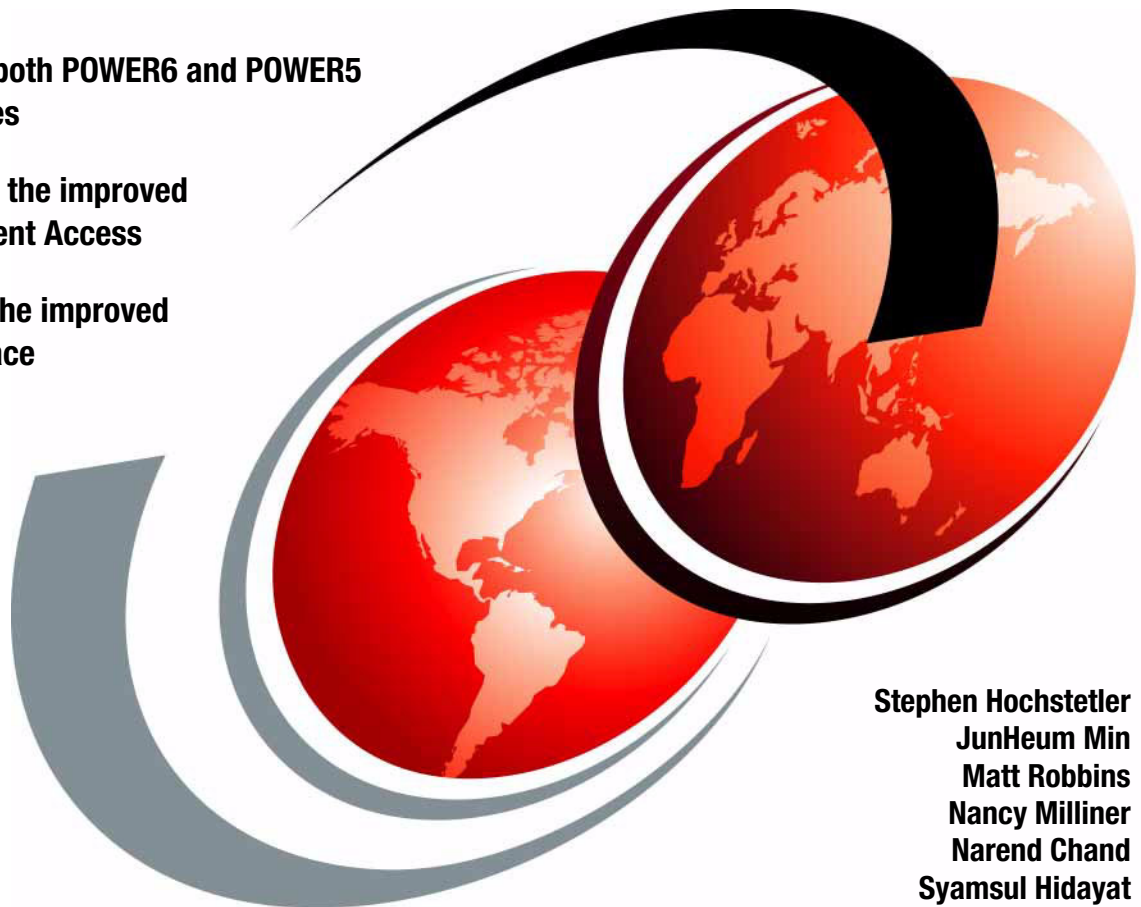 both POWER6 and POWER5
es
the improved
ent Access
he improved
ace
Stephen Hochstetler
JunHeum Min
Matt Robbins
Nancy Milliner
Narend Chand
Syamsul Hidayat